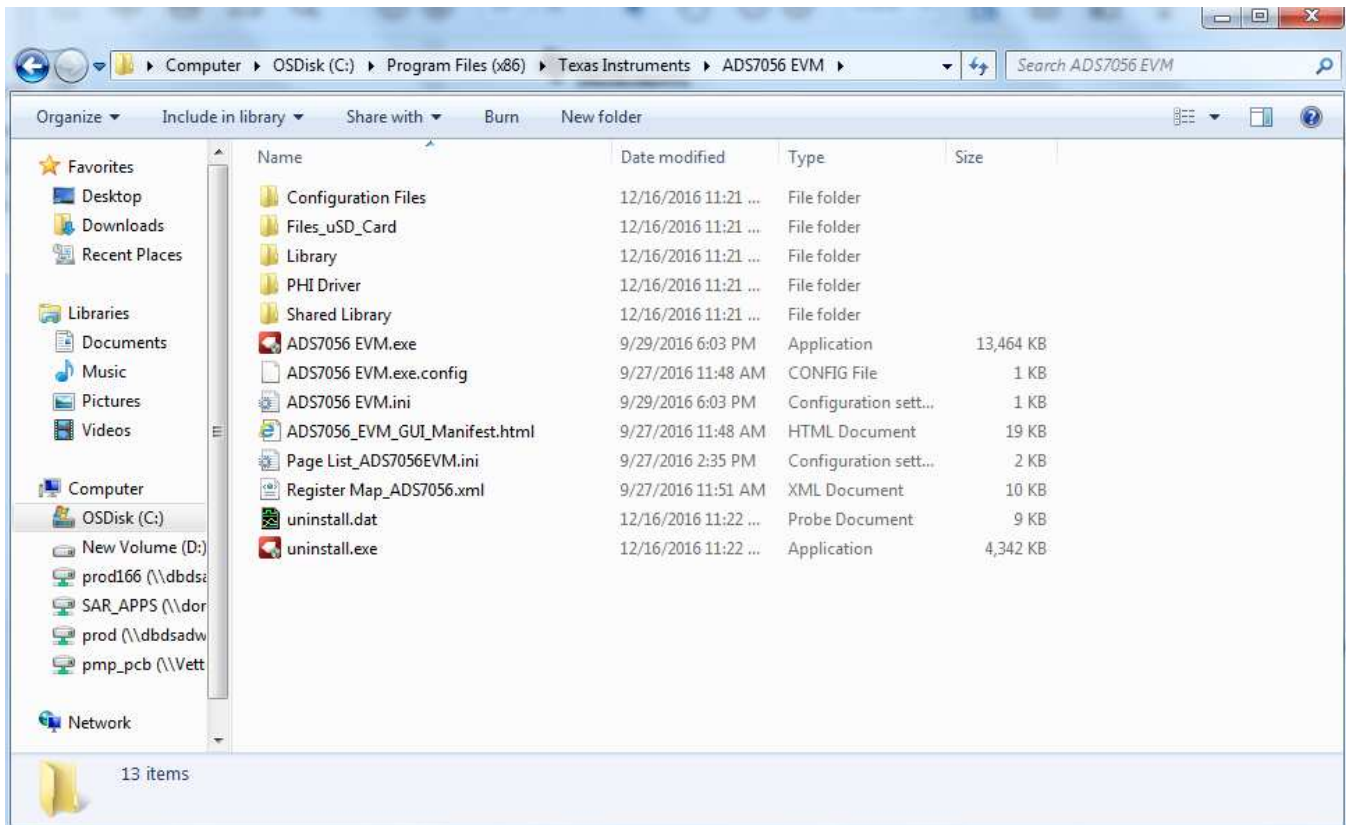 Computer ▸ OSDisk (C:) ▸ Program Files (x86) ▸ Texas Instruments ▸ ADS7056 EVM ▸ Search ADS7056 EVM
Organize Include in library Share with Burn New folder
Favorites
Desktop
Downloads
Recent Places
Libraries
Documents
Music
Pictures
Videos
Computer
OSDisk (C:)
New Volume (D:)
prod166 (\\dbdsa
SAR_APPS (\\dor
prod (\\dbdsadw
pmp_pcb (\\Vett
Network
Name Date modified Type Size
Configuration Files 12/16/2016 11:21 ... File folder
Files_uSD_Card 12/16/2016 11:21 ... File folder
Library 12/16/2016 11:21 ... File folder
PHI Driver 12/16/2016 11:21 ... File folder
Shared Library 12/16/2016 11:21 ... File folder
ADS7056 EVM.exe 9/29/2016 6:03 PM Application 13,464 KB
ADS7056 EVM.exe.config 9/27/2016 11:48 AM CONFIG File 1 KB
ADS7056 EVM.ini 9/29/2016 6:03 PM Configuration sett... 1 KB
ADS7056_EVM_GUI_Manifest.html 9/27/2016 11:48 AM HTML Document 19 KB
Page List_ADS7056EVM.ini 9/27/2016 2:35 PM Configuration sett... 2 KB
Register Map_ADS7056.xml 9/27/2016 11:51 AM XML Document 10 KB
uninstall.dat 12/16/2016 11:22 ... Probe Document 9 KB
uninstall.exe 12/16/2016 11:22 ... Application 4,342 KB
13 items